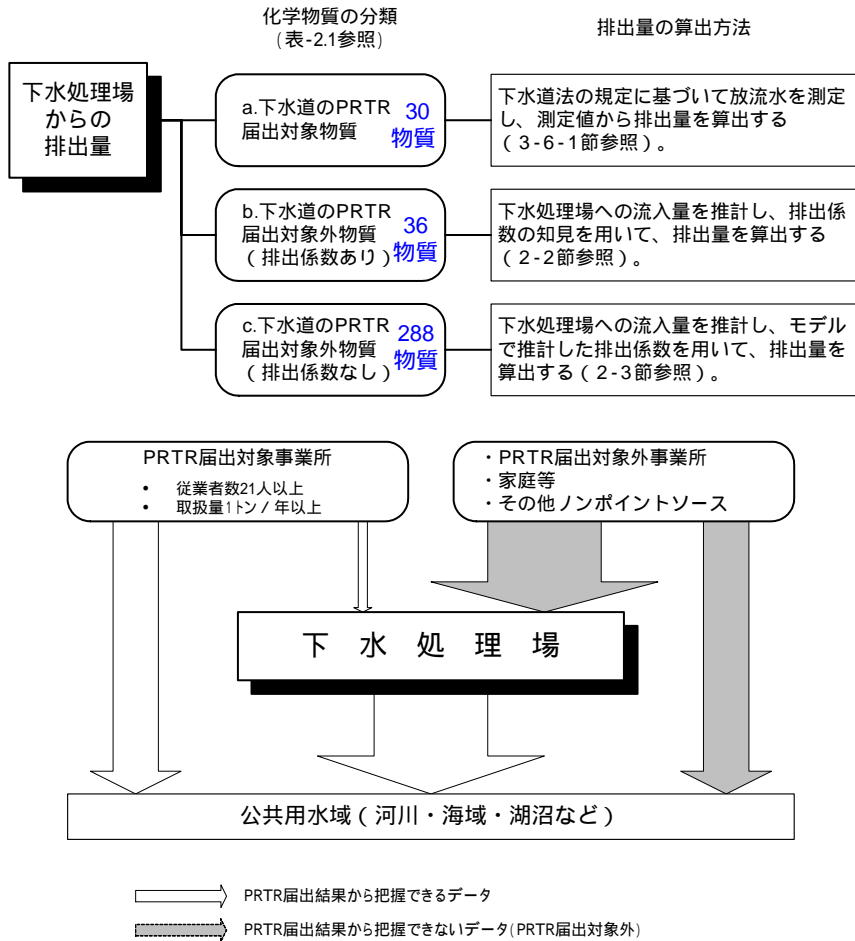 化学物質の分類
(表-2.1参照)
排出量の算出方法
下水処理場
からの
排出量
a.下水道のPRTR
届出対象物質
30
物質
下水道法の規定に基づいて放流水を測定
し、測定値から排出量を算出する
(3-6-1節参照)。
b.下水道のPRTR
届出対象外物質
(排出係数あり)
36
物質
下水処理場への流入量を推計し、排出係
数の知見を用いて、排出量を算出する
(2-2節参照)。
c.下水道のPRTR
届出対象外物質
(排出係数なし)
288
物質
下水処理場への流入量を推計し、モデル
で推計した排出係数を用いて、排出量を
算出する(2-3節参照)。
PRTR届出対象事業所
• 従業者数21人以上
• 取扱量1トン/年以上
・PRTR届出対象外事業所
・家庭等
・その他ノンポイントソース
下 水 処 理 場
公共用水域(河川・海域・湖沼など)
PRTR届出結果から把握できるデータ
PRTR届出結果から把握できないデータ(PRTR届出対象外)